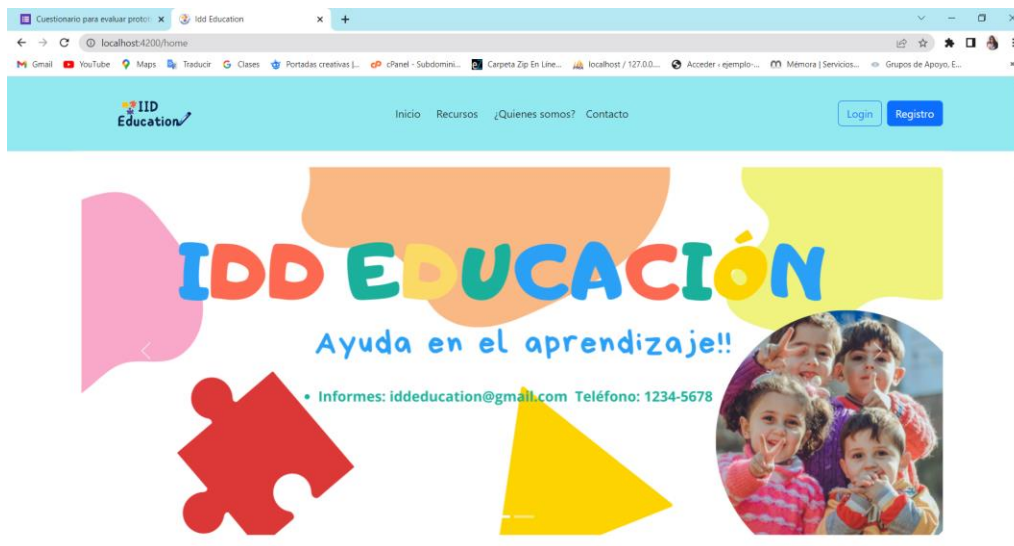 Cuestionario para evaluar protot
Idd Education
localhost:4200/home
Gmail YouTube Maps Traducir Clases Portadas creativas |... cPanel - Subdomini... Carpeta Zip En Line... localhost / 127.0.0.... Acceder ‹ ejemplo-... Mémora | Servicios... Grupos de Apoyo, E...
IID
Education
Inicio Recursos ¿Quienes somos? Contacto
Login Registro
IDD EDUCACIÓN
Ayuda en el aprendizaje!!
• Informes: iddeducation@gmail.com Teléfono: 1234-5678